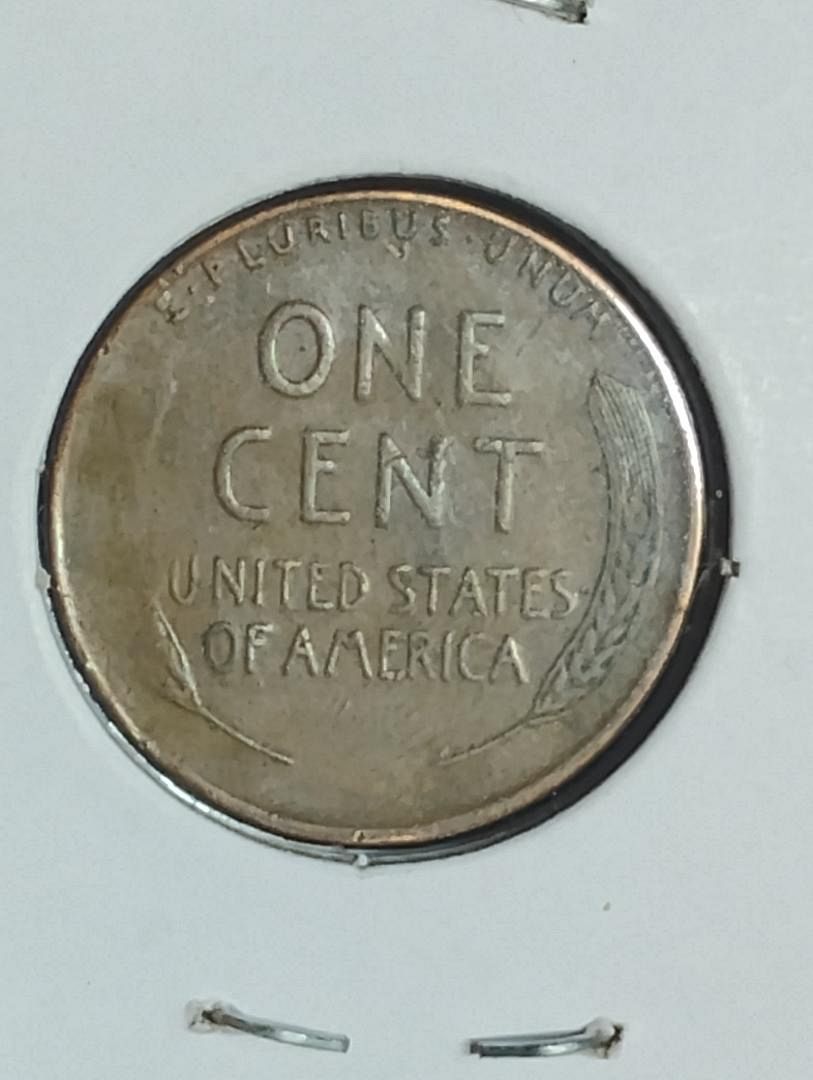 E·PLURIBUS·UNUM
ONE
CENT
UNITED STATES
OF AMERICA